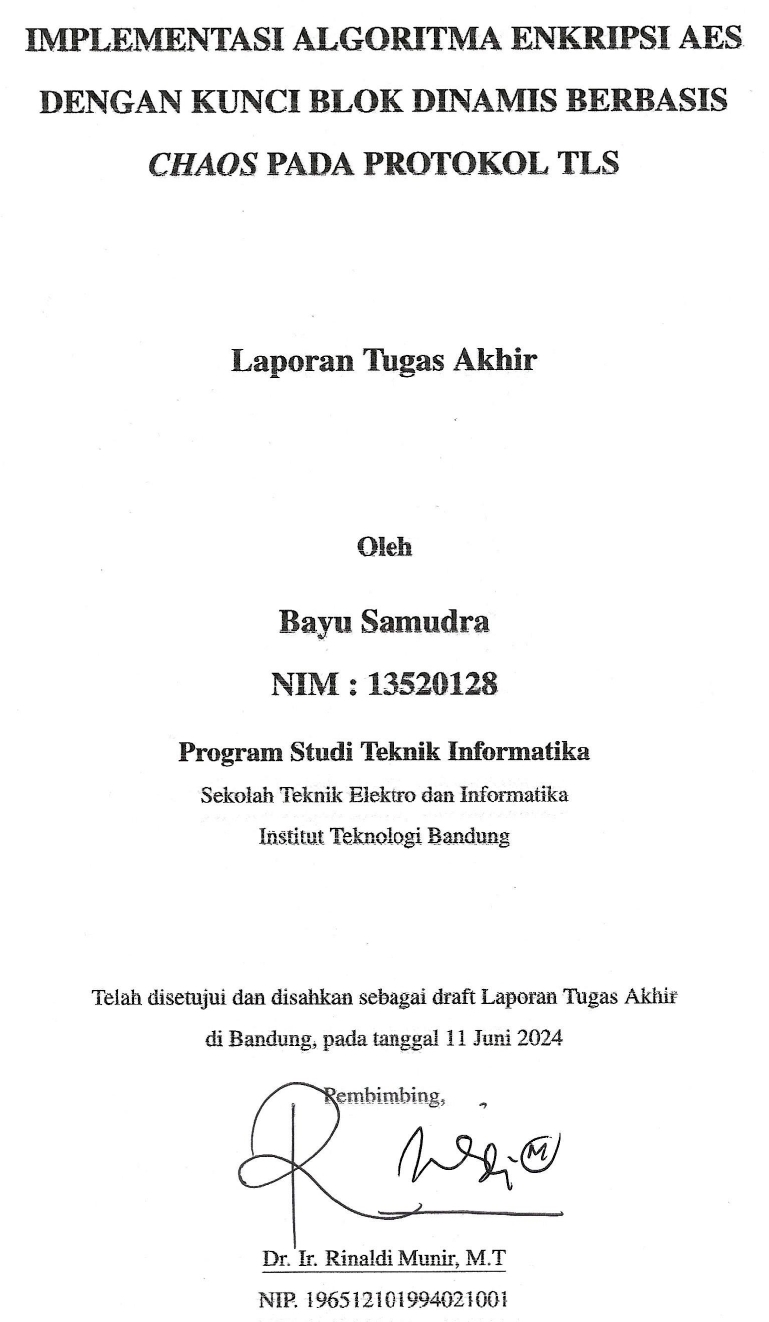 IMPLEMENTASI ALGORITMA ENKRIPSI AES
DENGAN KUNCI BLOK DINAMIS BERBASIS
CHAOS PADA PROTOKOL TLS
Laporan Tugas Akhir
Oleh
Bayu Samudra
NIM : 13520128
Program Studi Teknik Informatika
Sekolah Teknik Elektro dan Informatika
Institut Teknologi Bandung
Telah disetujui dan disahkan sebagai draft Laporan Tugas Akhir
di Bandung, pada tanggal 11 Juni 2024
Pembimbing,
Dr. Ir. Rinaldi Munir, M.T
NIP. 196512101994021001